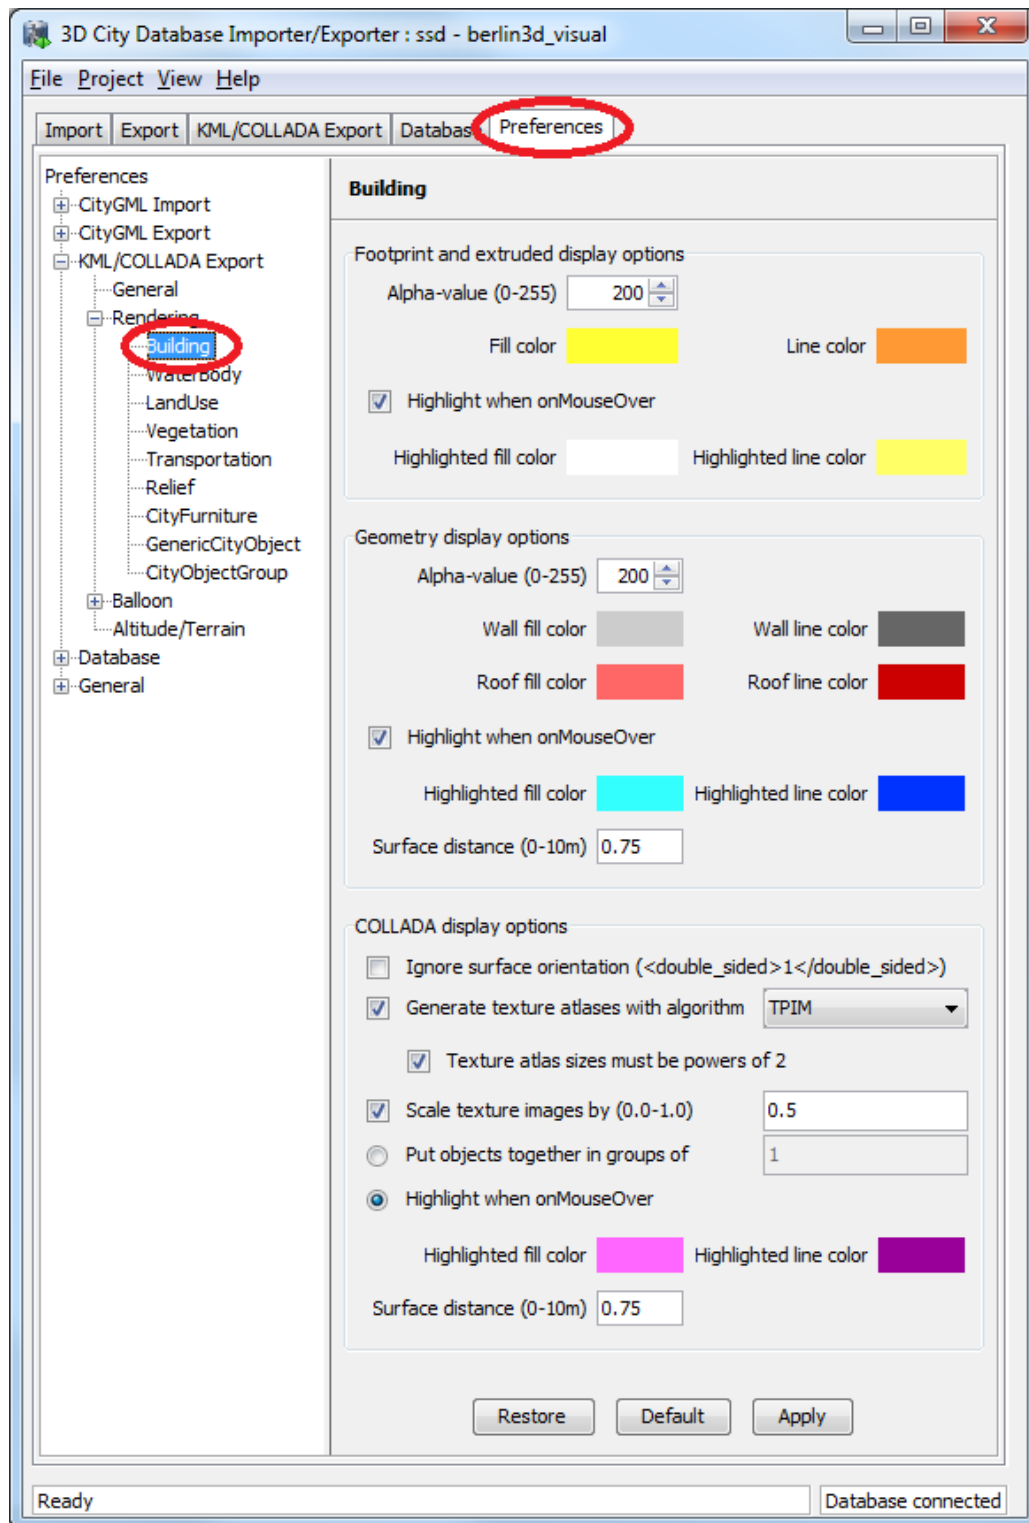 3D City Database Importer/Exporter : ssd - berlin3d_visual
File Project View Help
Import Export KML/COLLADA Export Database Preferences
Preferences
CityGML Import
CityGML Export
KML/COLLADA Export
General
Rendering
Building
WaterBody
LandUse
Vegetation
Transportation
Relief
CityFurniture
GenericCityObject
CityObjectGroup
Balloon
Altitude/Terrain
Database
General
Building
Footprint and extruded display options
Alpha-value (0-255) 200
Fill color Line color
Highlight when onMouseOver
Highlighted fill color Highlighted line color
Geometry display options
Alpha-value (0-255) 200
Wall fill color Wall line color
Roof fill color Roof line color
Highlight when onMouseOver
Highlighted fill color Highlighted line color
Surface distance (0-10m) 0.75
COLLADA display options
Ignore surface orientation (<double_sided>1</double_sided>)
Generate texture atlases with algorithm TPIM
Texture atlas sizes must be powers of 2
Scale texture images by (0.0-1.0) 0.5
Put objects together in groups of 1
Highlight when onMouseOver
Highlighted fill color Highlighted line color
Surface distance (0-10m) 0.75
Restore Default Apply
Ready Database connected